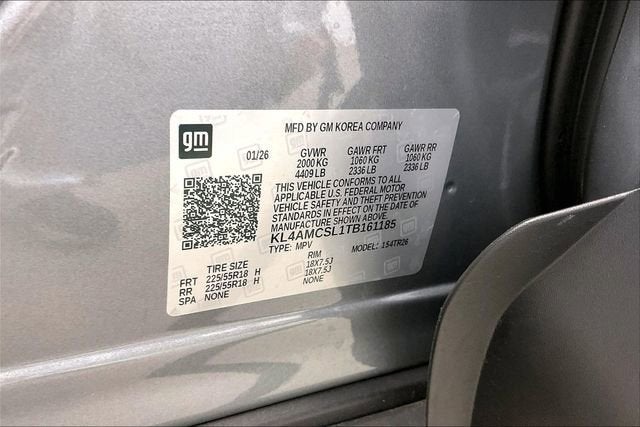 gm
MFD BY GM KOREA COMPANY
01/26 GVWR GAWR FRT GAWR RR
2000 KG 1060 KG 1060 KG
4409 LB 2336 LB 2336 LB
THIS VEHICLE CONFORMS TO ALL
APPLICABLE U.S. FEDERAL MOTOR
VEHICLE SAFETY AND THEFT PREVENTION
STANDARDS IN EFFECT ON THE DATE OF
MANUFACTURE SHOWN ABOVE.
KL4AMCSL1TB161185
TYPE: MPV MODEL: 154TR26
TIRE SIZE RIM
FRT 225/55R18 H 18X7.5J
RR 225/55R18 H 18X7.5J
SPA NONE NONE